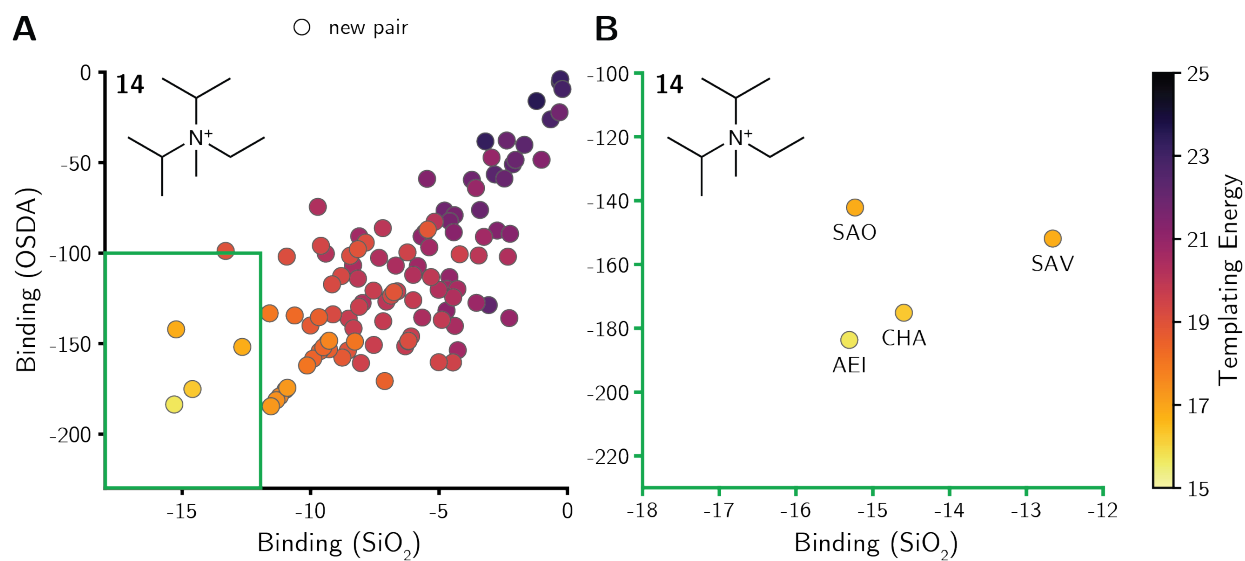 A
new pair
B
14
N+
Binding (OSDA)
0
-50
-100
-150
-200
-15
-10
-5
0
Binding (SiO2)
14
N+
-100
-120
-140
-160
-180
-200
-220
SAO
SAV
CHA
AEI
-18
-17
-16
-15
-14
-13
-12
Binding (SiO2)
25
23
21
19
17
15
Templating Energy